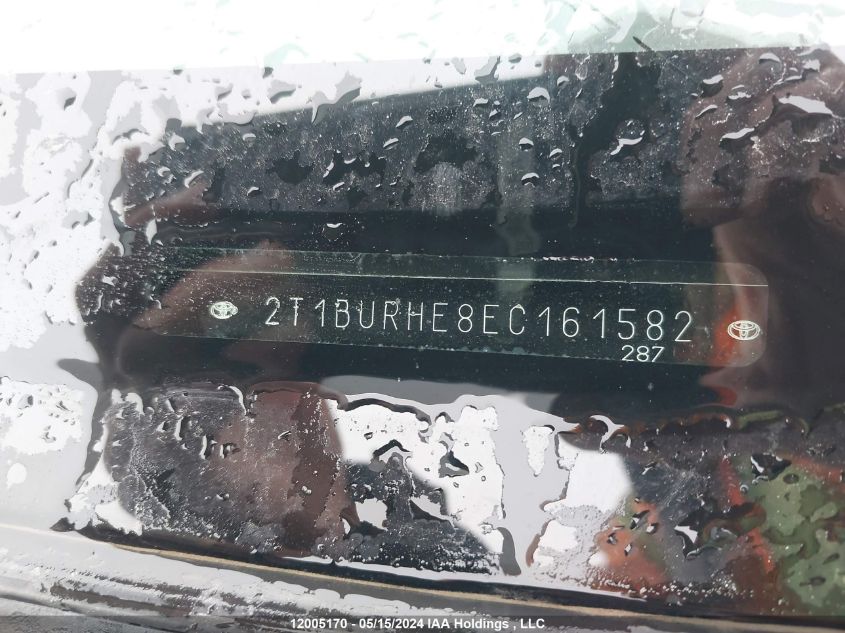 2T1BURHE8EC161582
287
12005170 - 05/15/2024 IAA Holdings , LLC